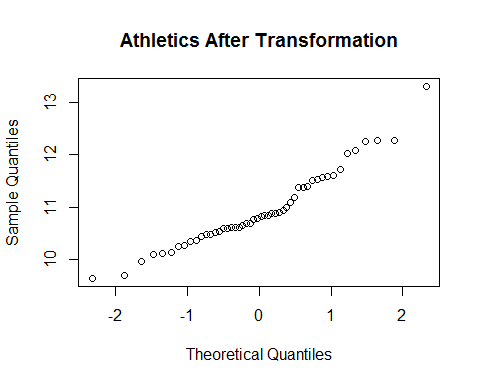 Athletics After Transformation
Sample Quantiles
13
12
11
10
-2 -1 0 1 2
Theoretical Quantiles